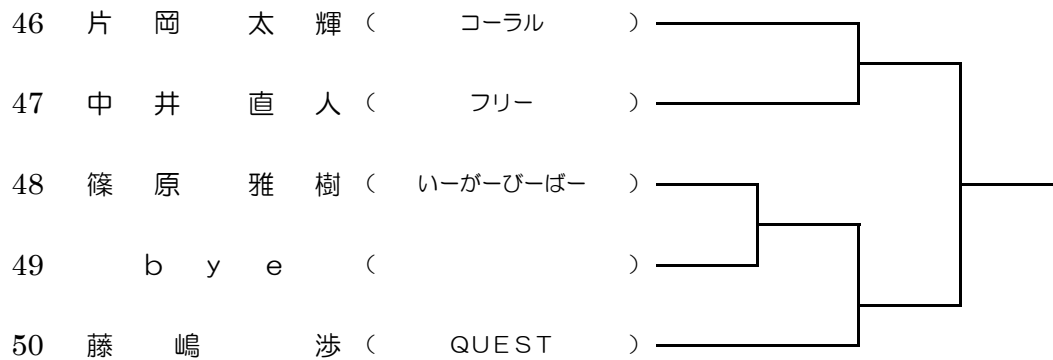 46 片岡 太輝 ( コーラル )
47 中井 直人 ( フリー )
48 篠原 雅樹 ( いーがーびーばー )
49 ｂｙｅ ( )
50 藤嶋 渉 ( ＱＵＥＳＴ )